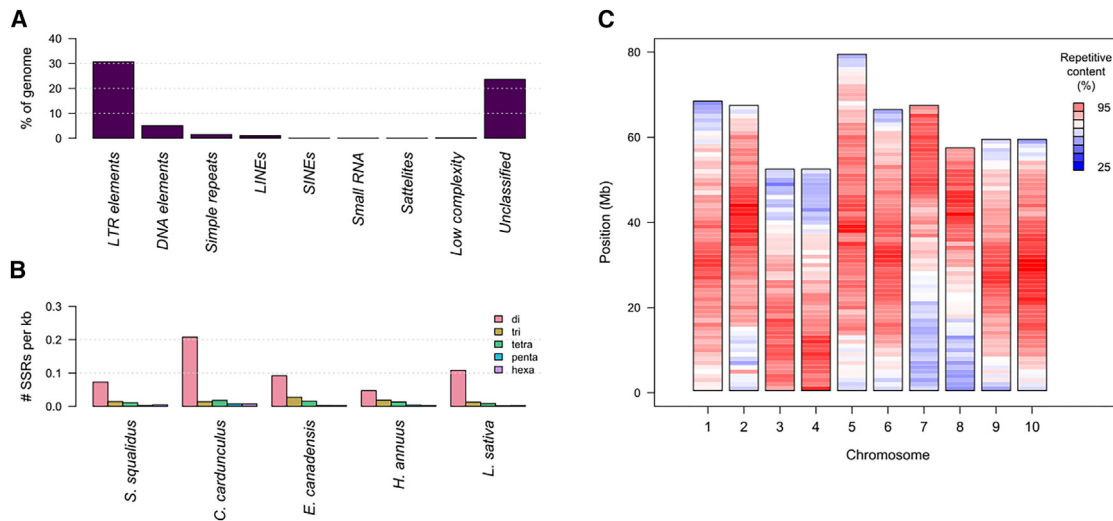 A
% of genome
40
30
20
10
0
LTR elements
DNA elements
Simple repeats
LINEs
SINEs
Small RNA
Sattelites
Low complexity
Unclassified
B
# SSRs per kb
0.3
0.2
0.1
0.0
di
tri
tetra
penta
hexa
S. squalidus
C. cardunculus
E. canadensis
H. annuus
L. sativa
C
Position (Mb)
80
60
40
20
0
Repetitive
content
(%)
95
25
1 2 3 4 5 6 7 8 9 10
Chromosome